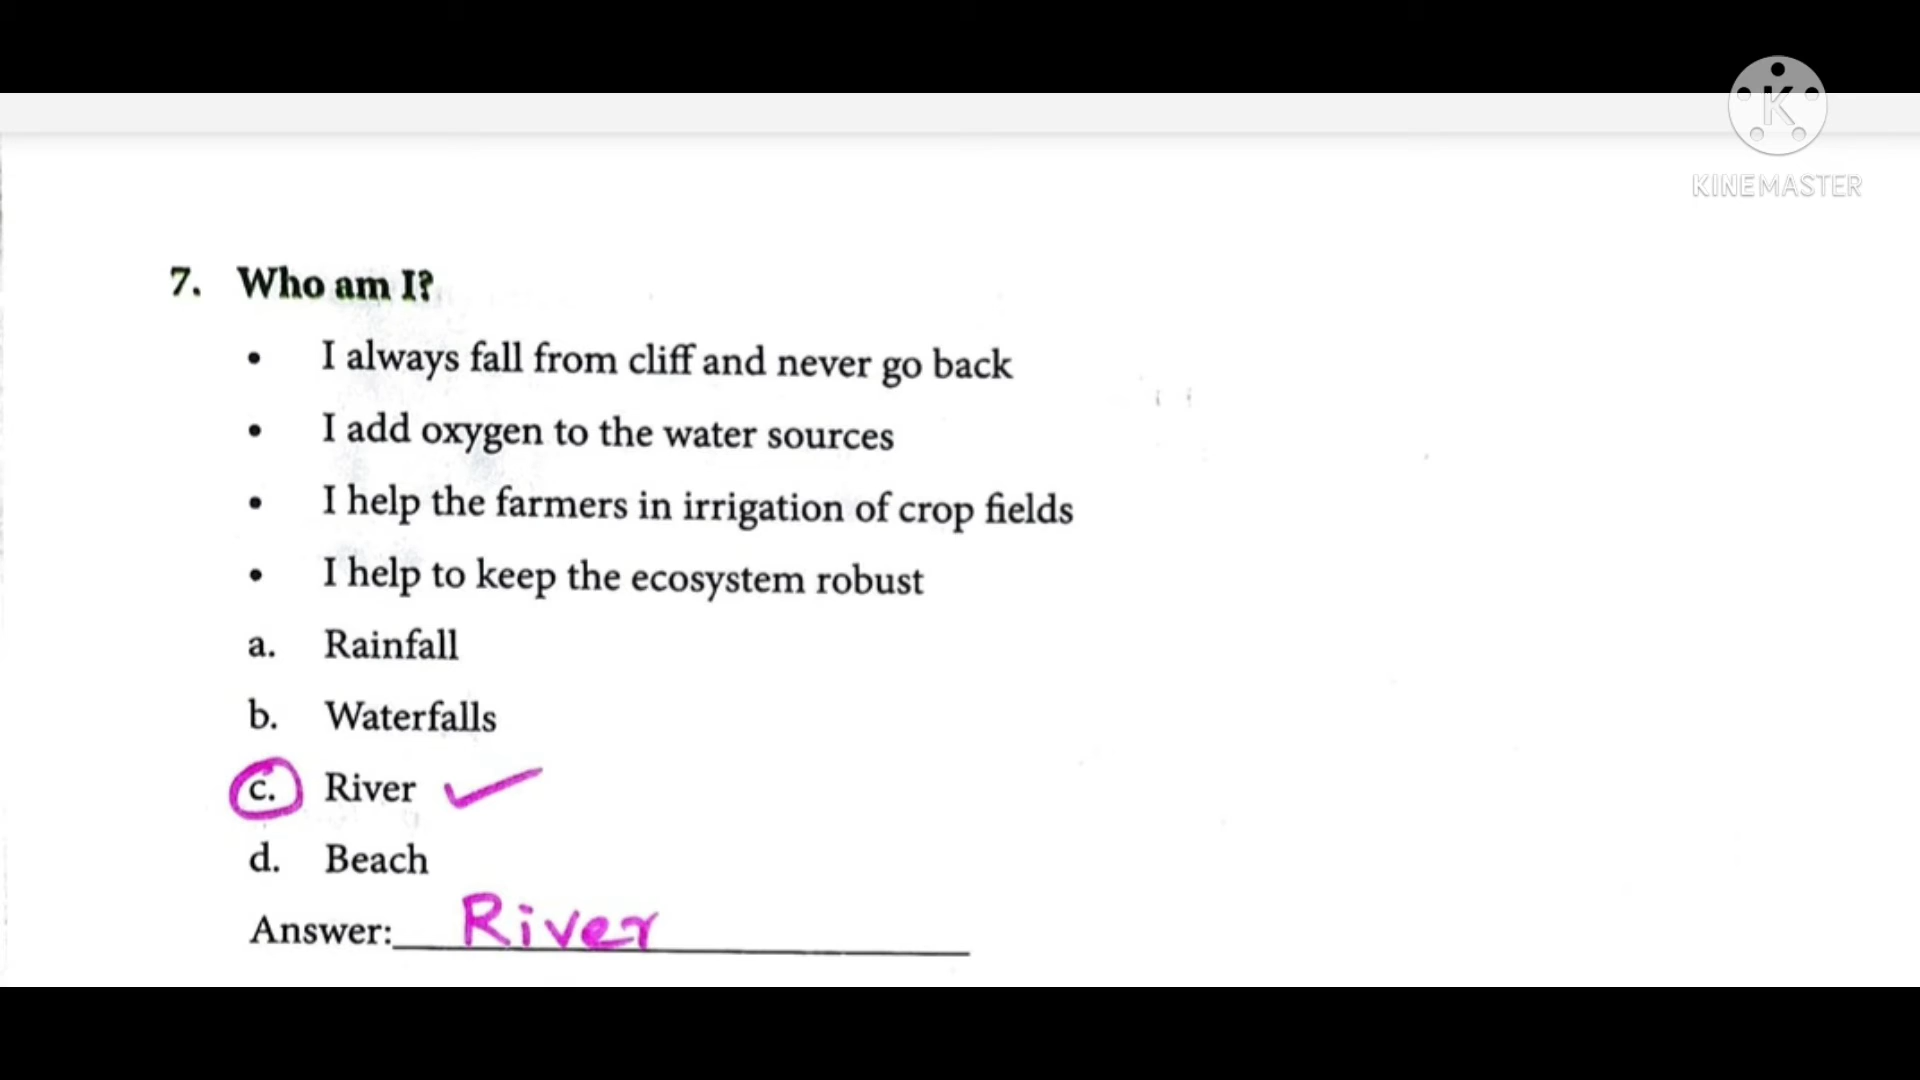 K
KINEMASTER
7. Who am I?
• I always fall from cliff and never go back
• I add oxygen to the water sources
• I help the farmers in irrigation of crop fields
• I help to keep the ecosystem robust
a. Rainfall
b. Waterfalls
c. River ✓
d. Beach
Answer: River